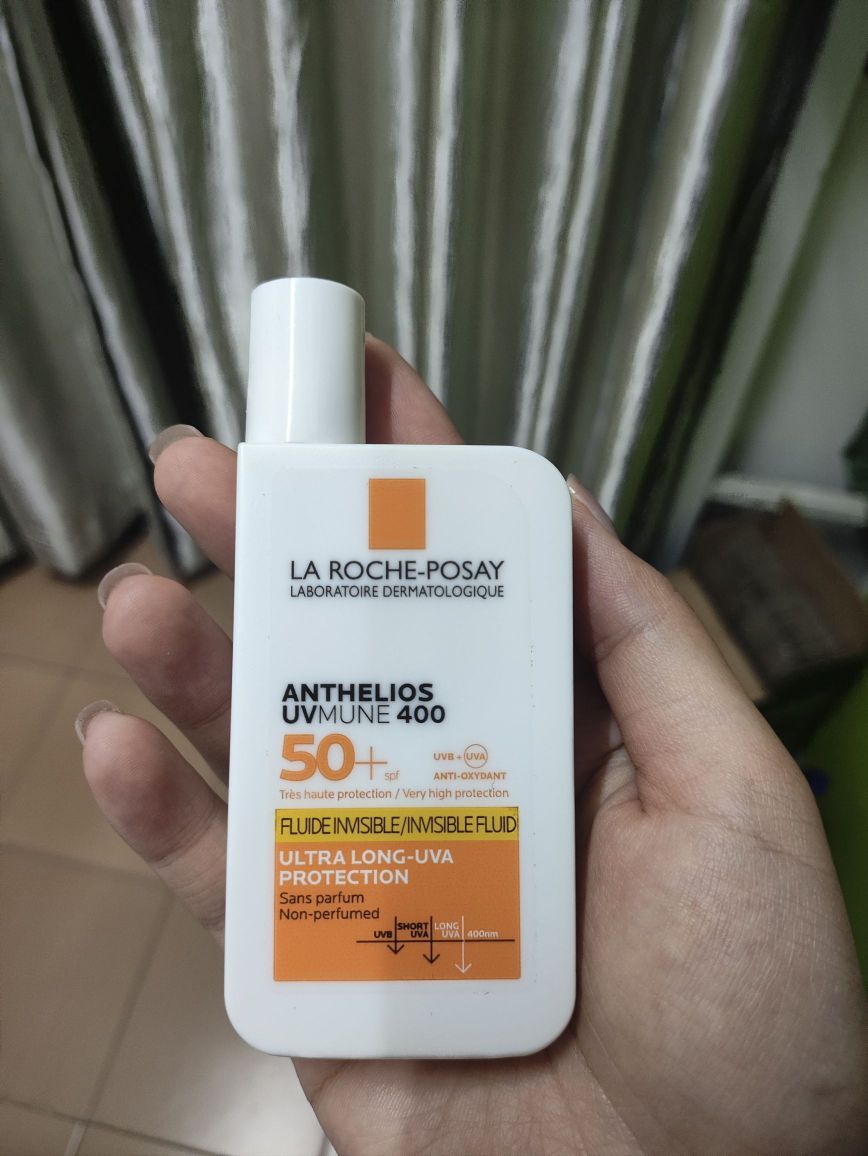 LA ROCHE-POSAY
LABORATOIRE DERMATOLOGIQUE
ANTHELIOS
UVMUNE 400
50+ spf
UVB + UVA
ANTI-OXYDANT
Très haute protection / Very high protection
FLUIDE INVISIBLE/INVISIBLE FLUID
ULTRA LONG-UVA
PROTECTION
Sans parfum
Non-perfumed
UVB
SHORT
UVA
LONG
UVA
400nm